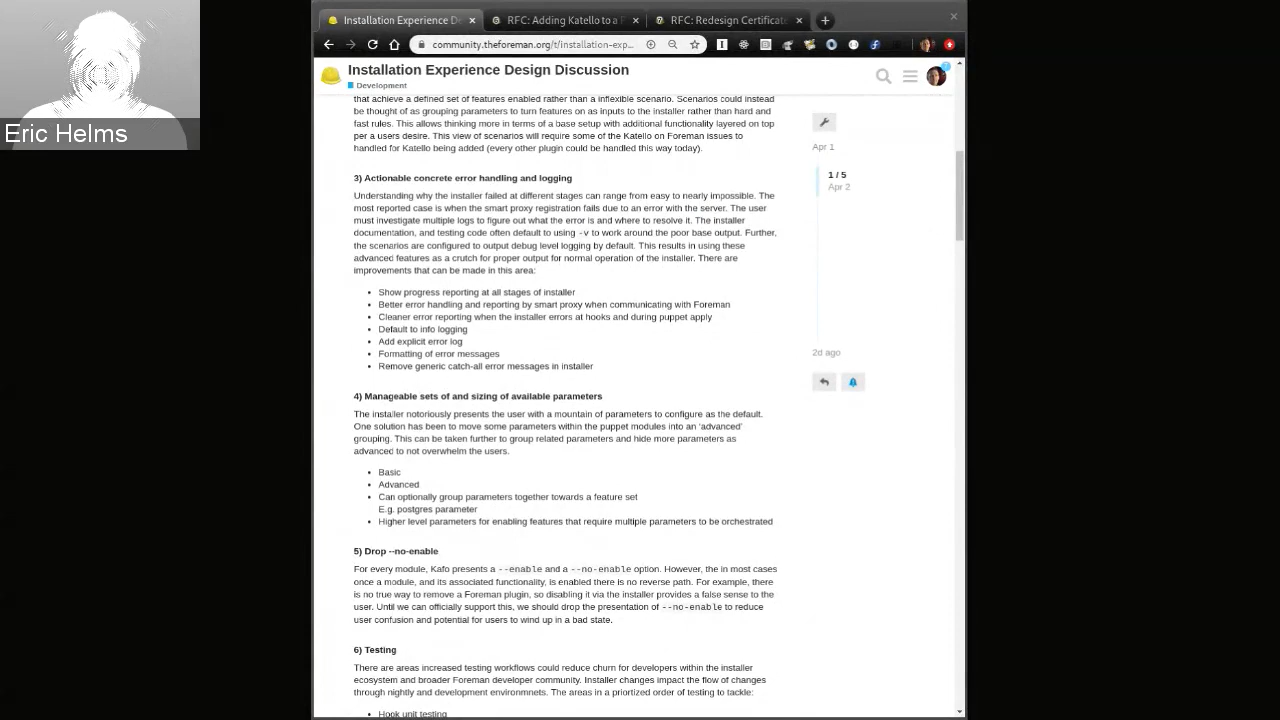 Eric Helms
Installation Experience De
RFC: Adding Katello to a F
RFC: Redesign Certificate
community.theforeman.org/t/installation-exp...
Installation Experience Design Discussion
Development
that achieve a defined set of features enabled rather than a inflexible scenario. Scenarios could instead
be thought of as grouping parameters to turn features on as inputs to the installer rather than hard and
fast rules. This allows thinking more in terms of a base setup with additional functionality layered on top
per a users desire. This view of scenarios will require some of the Katello on Foreman issues to
handled for Katello being added (every other plugin could be handled this way today).
3) Actionable concrete error handling and logging
Understanding why the installer failed at different stages can range from easy to nearly impossible. The
most reported case is when the smart proxy registration fails due to an error with the server. The user
must investigate multiple logs to figure out what the error is and where to resolve it. The installer
documentation, and testing code often default to using -v to work around the poor base output. Further,
the scenarios are configured to output debug level logging by default. This results in using these
advanced features as a crutch for proper output for normal operation of the installer. There are
improvements that can be made in this area:
• Show progress reporting at all stages of installer
• Better error handling and reporting by smart proxy when communicating with Foreman
• Cleaner error reporting when the installer errors at hooks and during puppet apply
• Default to info logging
• Add explicit error log
• Formatting of error messages
• Remove generic catch-all error messages in installer
4) Manageable sets of and sizing of available parameters
The installer notoriously presents the user with a mountain of parameters to configure as the default.
One solution has been to move some parameters within the puppet modules into an ‘advanced’
grouping. This can be taken further to group related parameters and hide more parameters as
advanced to not overwhelm the users.
• Basic
• Advanced
• Can optionally group parameters together towards a feature set
E.g. postgres parameter
• Higher level parameters for enabling features that require multiple parameters to be orchestrated
5) Drop --no-enable
For every module, Kafo presents a --enable and a --no-enable option. However, the in most cases
once a module, and its associated functionality, is enabled there is no reverse path. For example, there
is no true way to remove a Foreman plugin, so disabling it via the installer provides a false sense to the
user. Until we can officially support this, we should drop the presentation of --no-enable to reduce
user confusion and potential for users to wind up in a bad state.
6) Testing
There are areas increased testing workflows could reduce churn for developers within the installer
ecosystem and broader Foreman developer community. Installer changes impact the flow of changes
through nightly and development environmnets. The areas in a priortized order of testing to tackle:
• Hook unit testing
Apr 1
1 / 5
Apr 2
2d ago